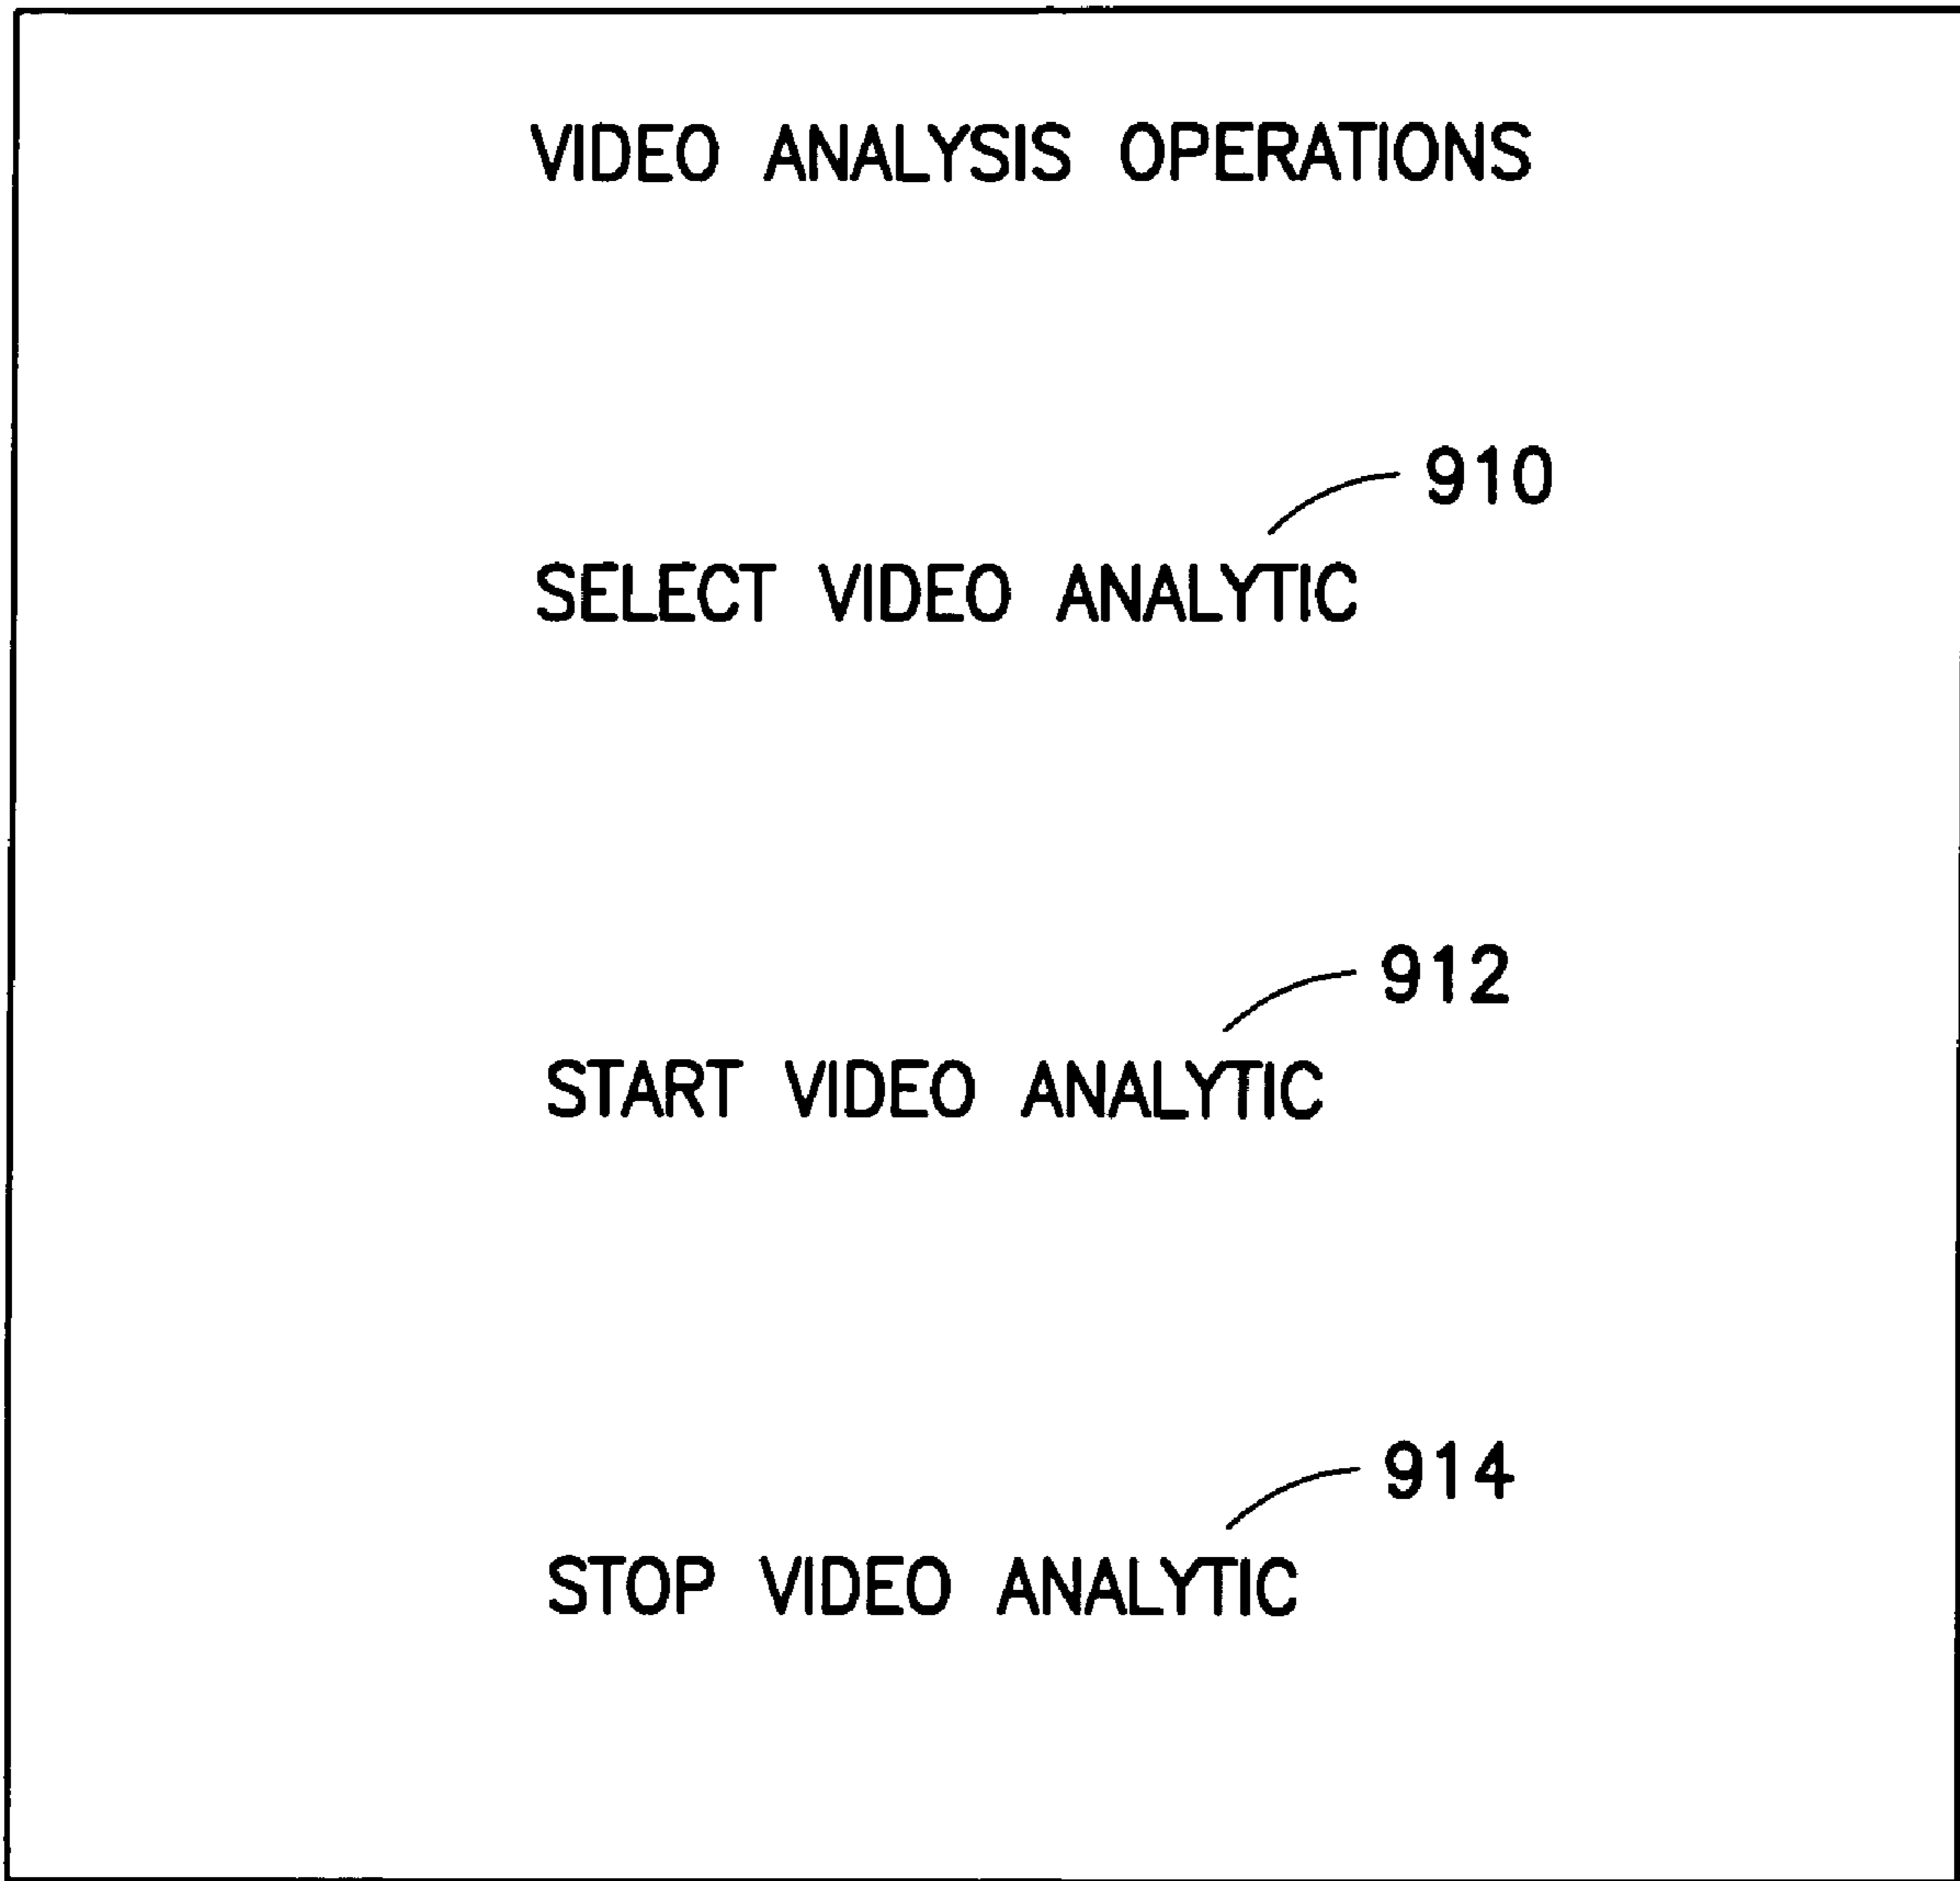 VIDEO ANALYSIS OPERATIONS
910
SELECT VIDEO ANALYTIC
912
START VIDEO ANALYTIC
914
STOP VIDEO ANALYTIC